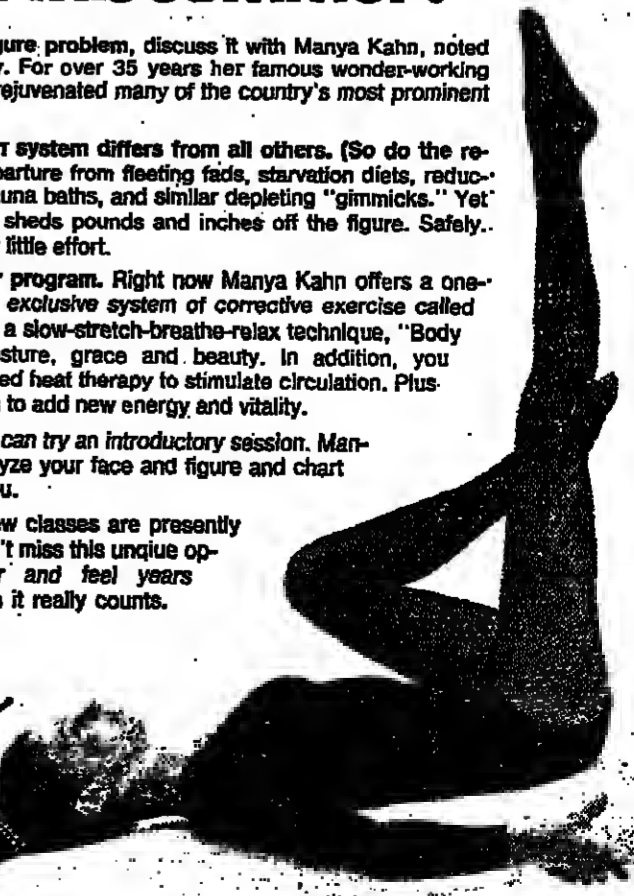 gure problem, discuss it with Manya Kahn, noted
y. For over 35 years her famous wonder-working
ejuvenated many of the country's most prominent
T system differs from all others. (So do the re-
parture from fleeting fads, starvation diets, reduc-
una baths, and similar depleting "gimmicks." Yet
sheds pounds and inches off the figure. Safely..
little effort.
r program. Right now Manya Kahn offers a one-
exclusive system of corrective exercise called
a slow-stretch-breathe-relax technique, "Body
sture, grace and beauty. In addition, you
ed heat therapy to stimulate circulation. Plus
to add new energy and vitality.
can try an introductory session. Man-
yze your face and figure and chart
u.
ew classes are presently
't miss this unqiue op-
r and feel years
it really counts.